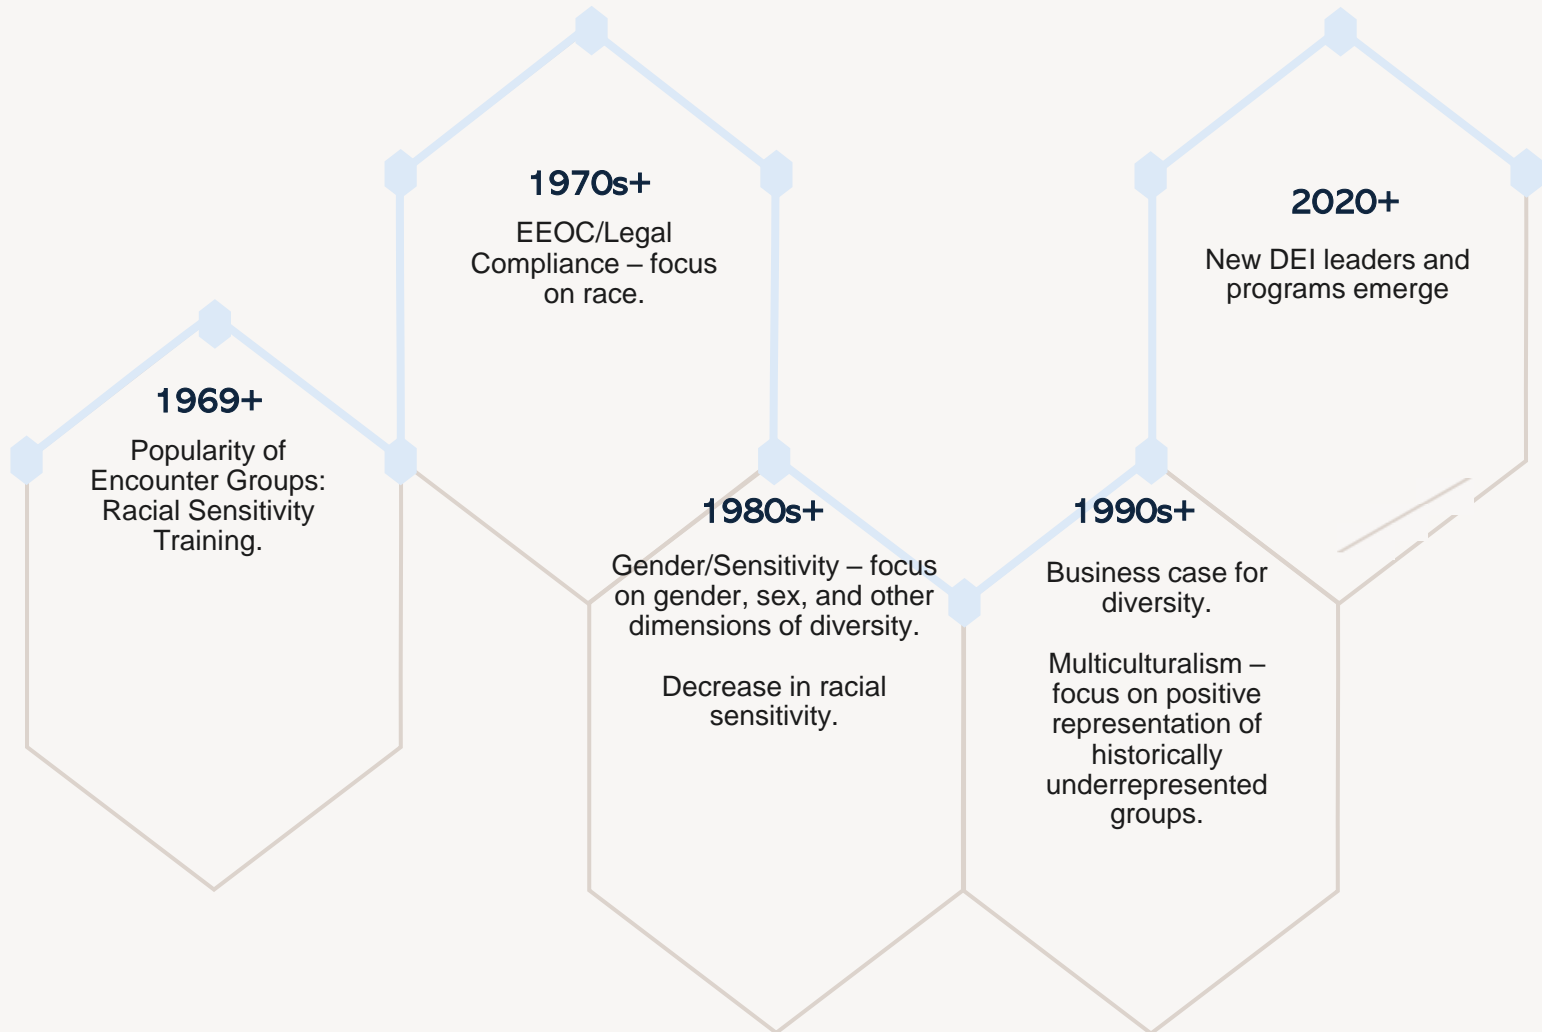 1969+
Popularity of
Encounter Groups:
Racial Sensitivity
Training.
1970s+
EEOC/Legal
Compliance – focus
on race.
1980s+
Gender/Sensitivity – focus
on gender, sex, and other
dimensions of diversity.
Decrease in racial
sensitivity.
1990s+
Business case for
diversity.
Multiculturalism –
focus on positive
representation of
historically
underrepresented
groups.
2020+
New DEI leaders and
programs emerge